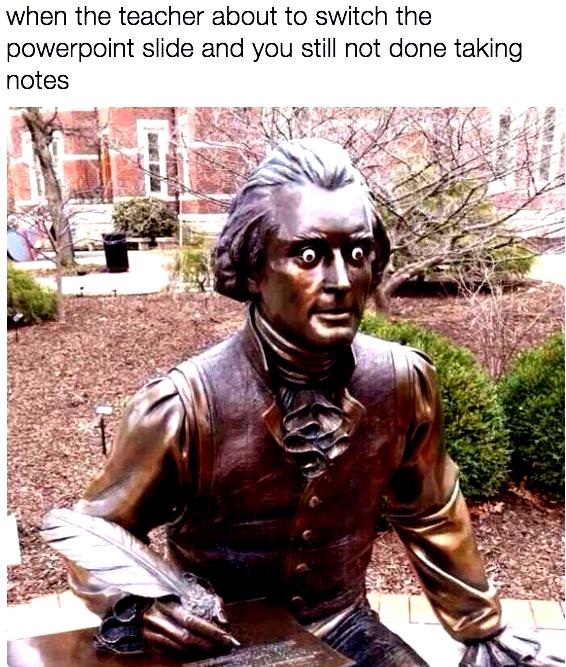 when the teacher about to switch the
powerpoint slide and you still not done taking
notes